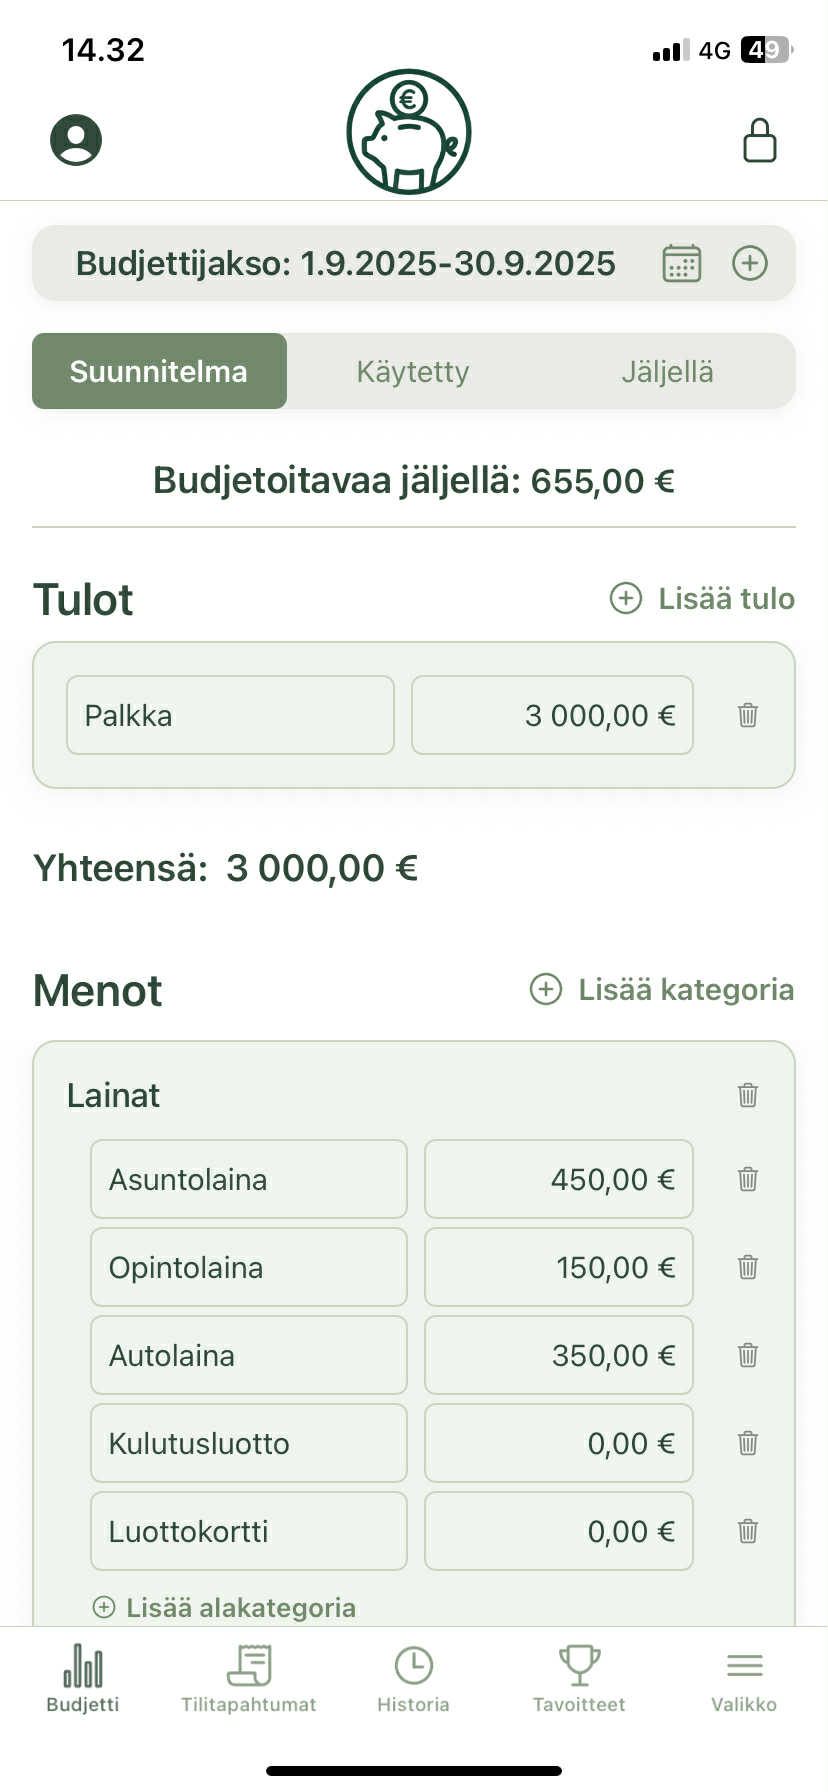 14.32
4G 49
€
Budjettijakso: 1.9.2025-30.9.2025
Suunnitelma Käytetty Jäljellä
Budjetoitavaa jäljellä: 655,00 €
Tulot Lisää tulo
Palkka 3 000,00 €
Yhteensä: 3 000,00 €
Menot Lisää kategoria
Lainat
Asuntolaina 450,00 €
Opintolaina 150,00 €
Autolaina 350,00 €
Kulutusluotto 0,00 €
Luottokortti 0,00 €
Lisää alakategoria
Budjetti Tilitapahtumat Historia Tavoitteet Valikko